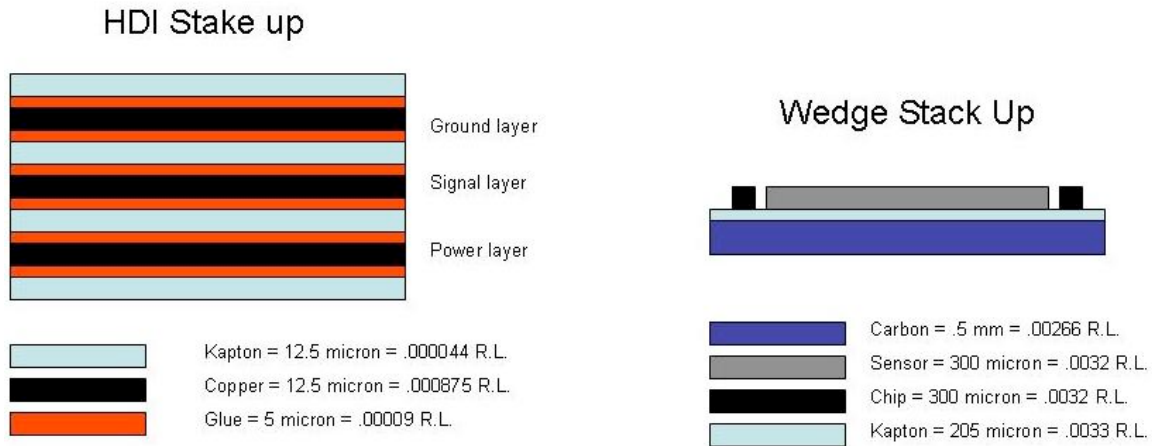 HDI Stake up
Ground layer
Signal layer
Power layer
Kapton = 12.5 micron = .000044 R.L.
Copper = 12.5 micron = .000875 R.L.
Glue = 5 micron = .00009 R.L.
Wedge Stack Up
Carbon = .5 mm = .00266 R.L.
Sensor = 300 micron = .0032 R.L.
Chip = 300 micron = .0032 R.L.
Kapton = 205 micron = .0033 R.L.